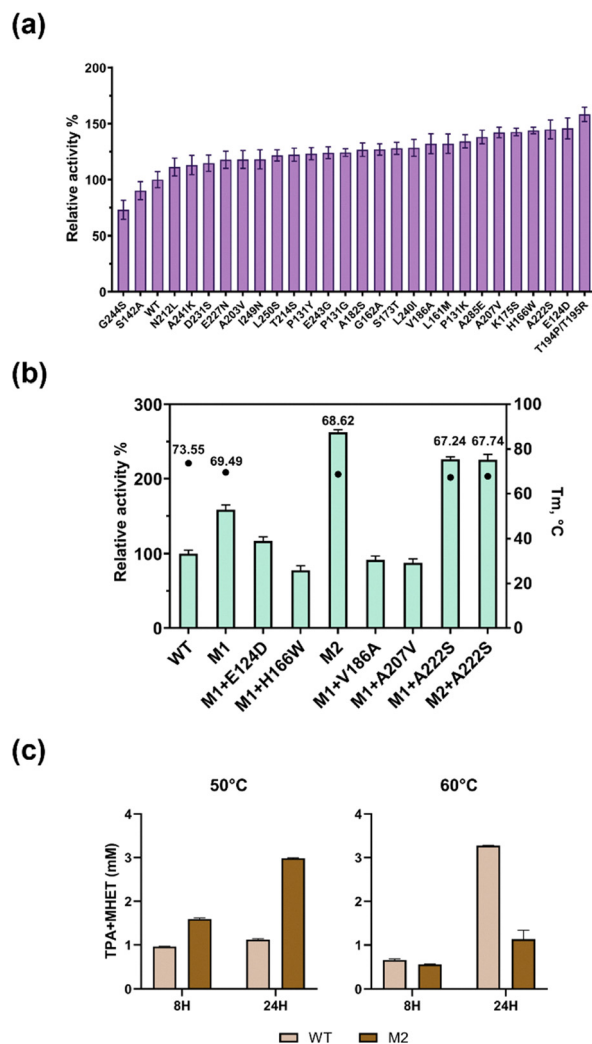 (a)
Relative activity %
200
150
100
50
0
G244S
S142A
WT
N212L
A241K
D231S
E227N
A203V
I249N
L250S
T214S
P131Y
E243G
P131G
A182S
G162A
S173T
L240I
V186A
L161M
P131K
A285E
A207V
K175S
H166W
A222S
E124D
T194P/T195R
(b)
Relative activity %
300
200
100
0
73.55
69.49
68.62
67.24
67.74
100
80
60
40
20
Tm, °C
WT
M1
M1+E124D
M1+H166W
M2
M1+V186A
M1+A207V
M1+A222S
M2+A222S
(c)
50°C
60°C
TPA+MHET (mM)
4
3
2
1
0
8H
24H
4
3
2
1
0
8H
24H
WT
M2